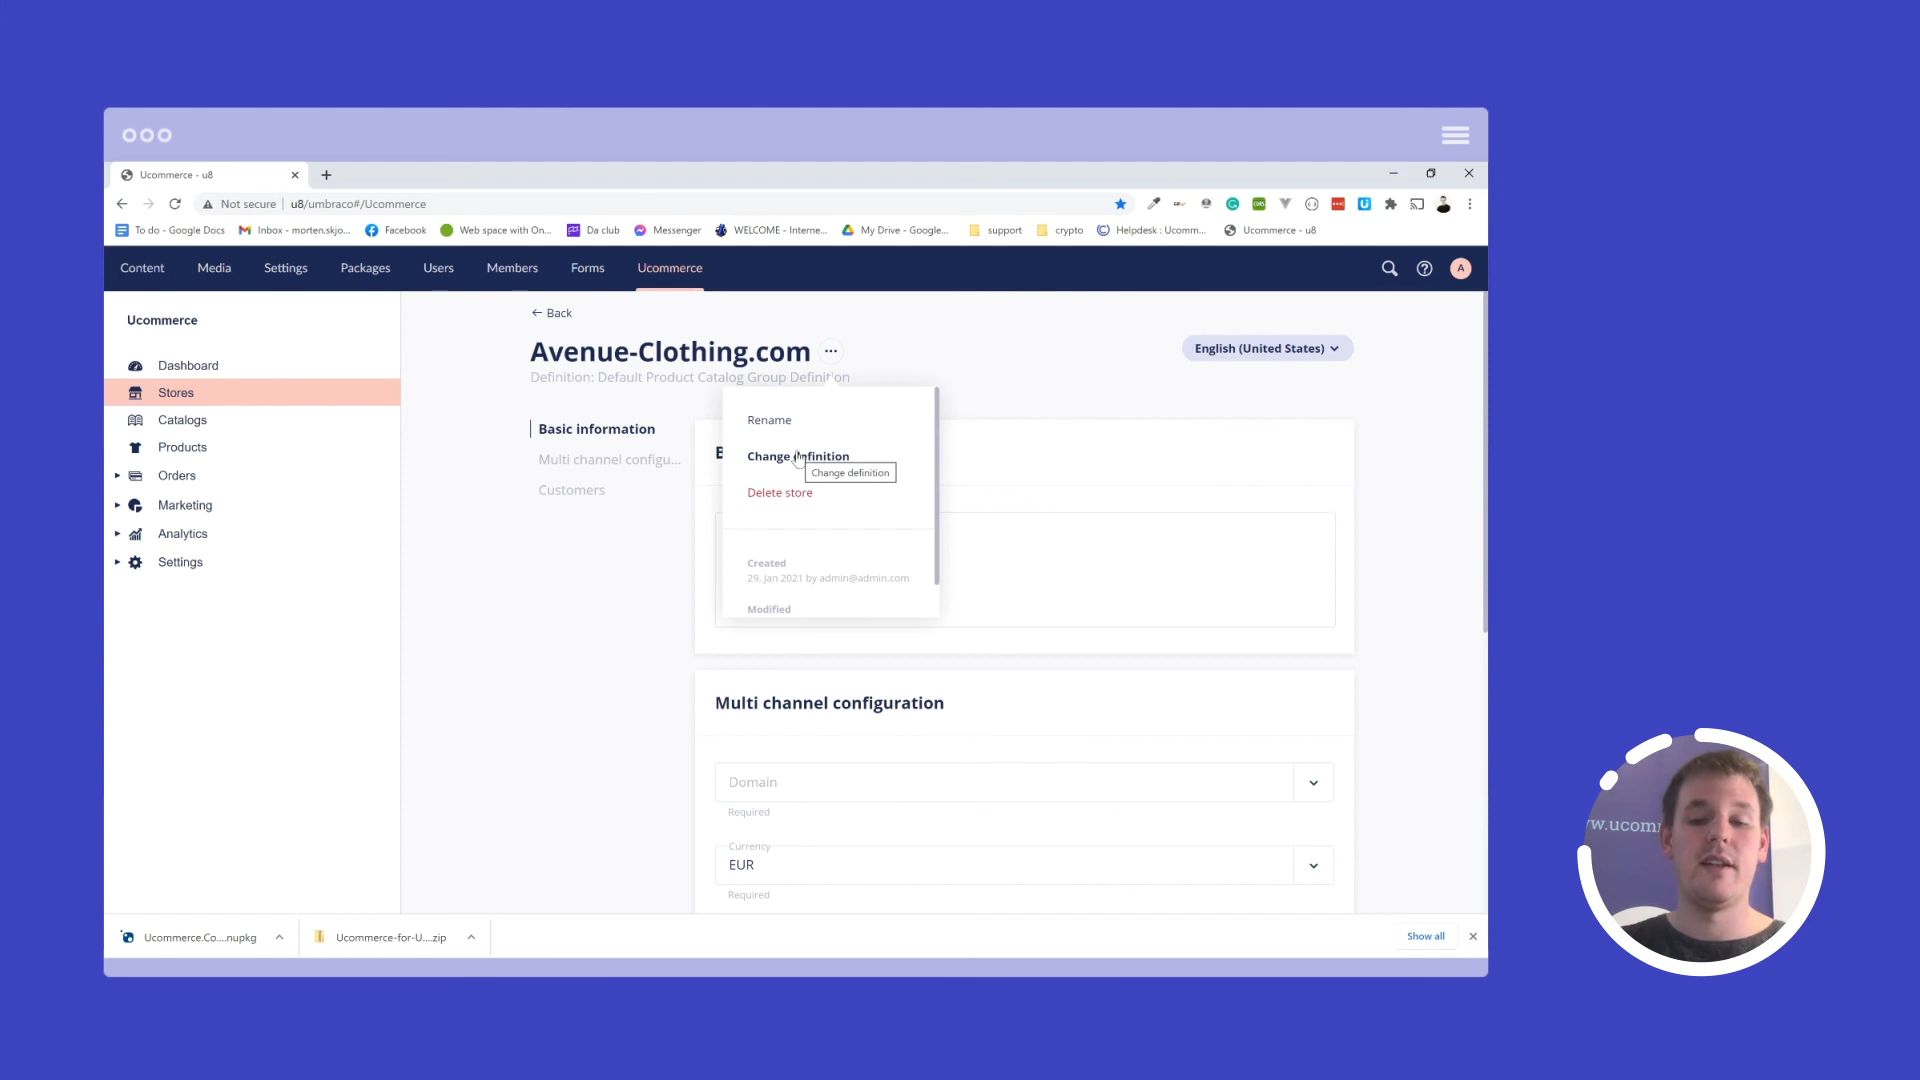 Ucommerce - u8
Not secure | u8/umbraco#/Ucommerce
To do - Google Docs
Inbox - morten.skjo...
Facebook
Web space with On...
Da club
Messenger
WELCOME - Interne...
My Drive - Google...
support
crypto
Helpdesk : Ucomm...
Ucommerce - u8
Content
Media
Settings
Packages
Users
Members
Forms
Ucommerce
A
Ucommerce
Dashboard
Stores
Catalogs
Products
Orders
Marketing
Analytics
Settings
← Back
Avenue-Clothing.com
English (United States)
Definition: Default Product Catalog Group Definition
Basic information
Multi channel configu...
Customers
B
Rename
Change definition
Change definition
Delete store
Created
29. Jan 2021 by admin@admin.com
Modified
Multi channel configuration
Domain
Required
Currency
EUR
Required
Ucommerce.Co....nupkg
Ucommerce-for-U....zip
Show all
w.ucomm